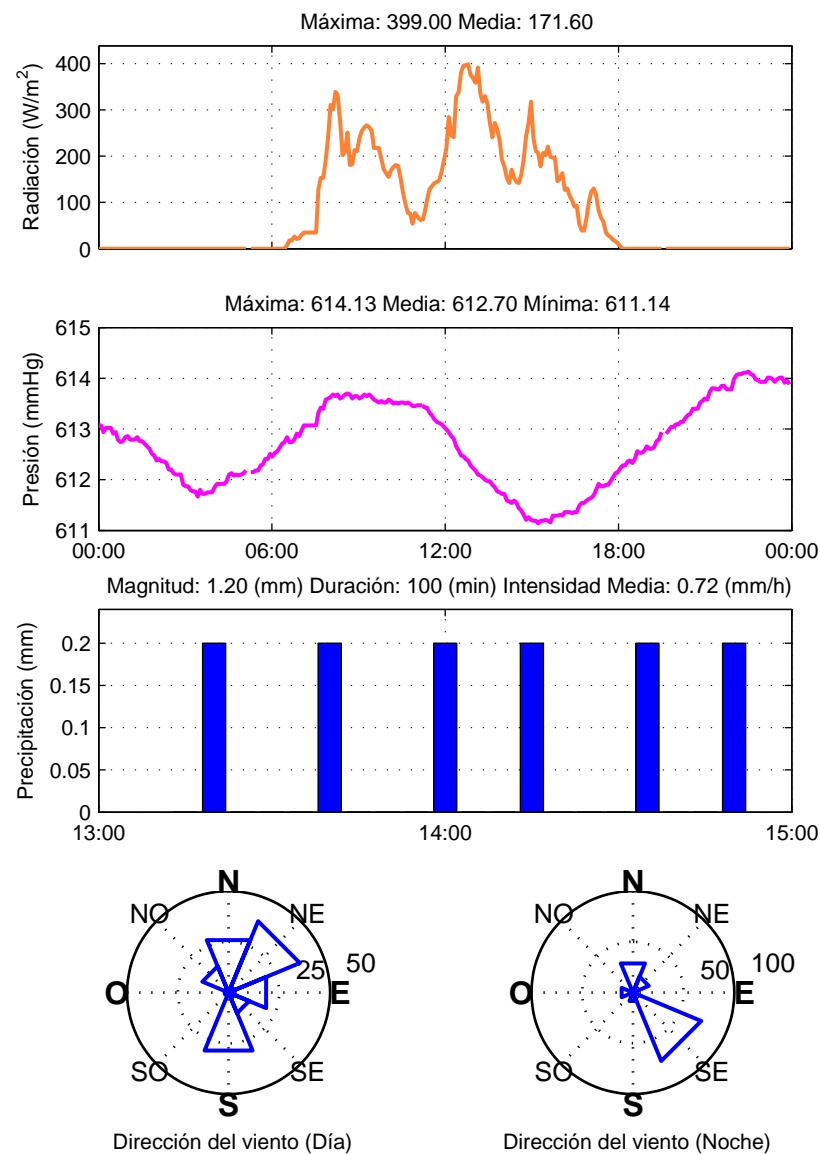 Máxima: 399.00 Media: 171.60
Radiación (W/m²)
400
300
200
100
0
Máxima: 614.13 Media: 612.70 Mínima: 611.14
Presión (mmHg)
615
614
613
612
611
00:00 06:00 12:00 18:00 00:00
Magnitud: 1.20 (mm) Duración: 100 (min) Intensidad Media: 0.72 (mm/h)
Precipitación (mm)
0.2
0.15
0.1
0.05
0
13:00 14:00 15:00
N
NO NE
25 50
O E
SO SE
S
Dirección del viento (Día)
N
NO NE
50 100
O E
SO SE
S
Dirección del viento (Noche)